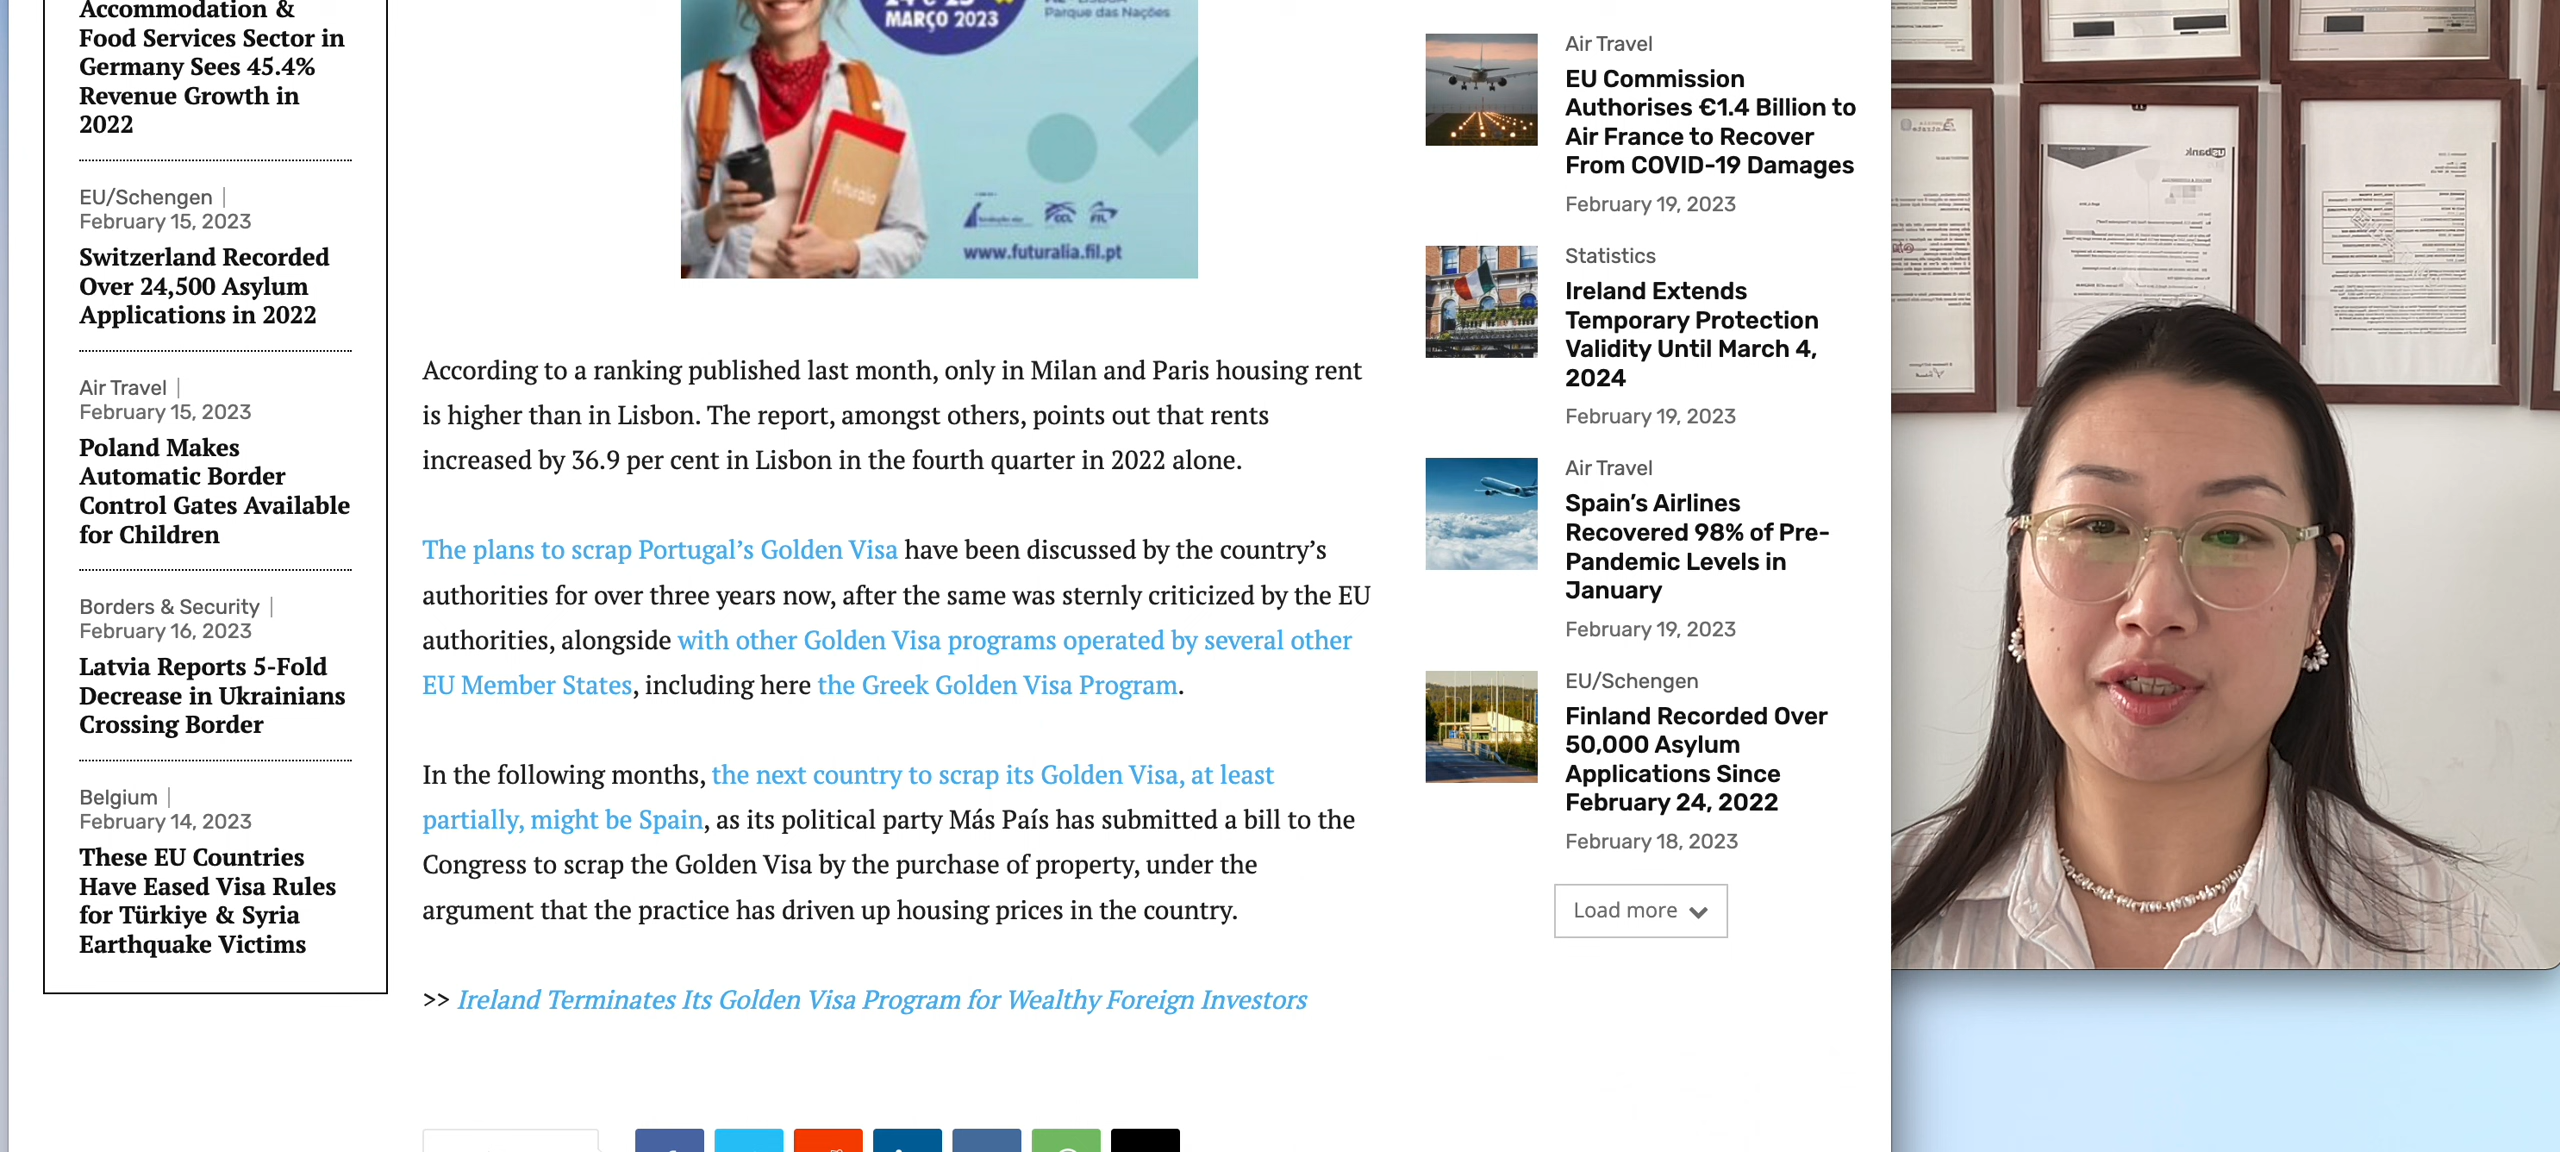 Accommodation &
Food Services Sector in
Germany Sees 45.4%
Revenue Growth in
2022
EU/Schengen |
February 15, 2023
Switzerland Recorded
Over 24,500 Asylum
Applications in 2022
Air Travel |
February 15, 2023
Poland Makes
Automatic Border
Control Gates Available
for Children
Borders & Security |
February 16, 2023
Latvia Reports 5-Fold
Decrease in Ukrainians
Crossing Border
Belgium |
February 14, 2023
These EU Countries
Have Eased Visa Rules
for Türkiye & Syria
Earthquake Victims
MARÇO 2023
Parque das Nações
futuralia
CCL
FIL
www.futuralia.fil.pt
According to a ranking published last month, only in Milan and Paris housing rent
is higher than in Lisbon. The report, amongst others, points out that rents
increased by 36.9 per cent in Lisbon in the fourth quarter in 2022 alone.
The plans to scrap Portugal’s Golden Visa have been discussed by the country’s
authorities for over three years now, after the same was sternly criticized by the EU
authorities, alongside with other Golden Visa programs operated by several other
EU Member States, including here the Greek Golden Visa Program.
In the following months, the next country to scrap its Golden Visa, at least
partially, might be Spain, as its political party Más País has submitted a bill to the
Congress to scrap the Golden Visa by the purchase of property, under the
argument that the practice has driven up housing prices in the country.
>> Ireland Terminates Its Golden Visa Program for Wealthy Foreign Investors
Air Travel
EU Commission
Authorises €1.4 Billion to
Air France to Recover
From COVID-19 Damages
February 19, 2023
Statistics
Ireland Extends
Temporary Protection
Validity Until March 4,
2024
February 19, 2023
Air Travel
Spain’s Airlines
Recovered 98% of Pre-
Pandemic Levels in
January
February 19, 2023
EU/Schengen
Finland Recorded Over
50,000 Asylum
Applications Since
February 24, 2022
February 18, 2023
Load more
usbank